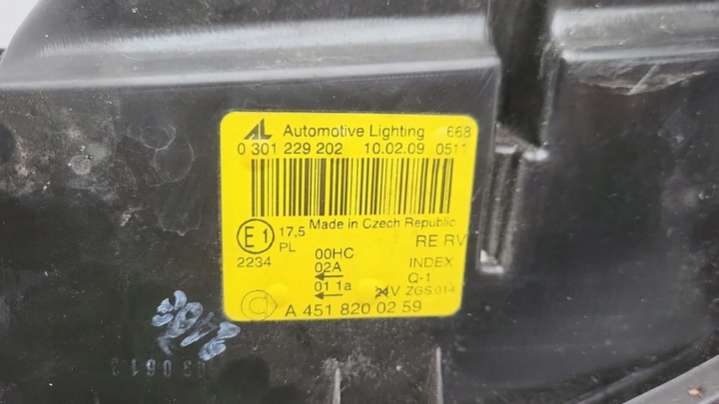 AL Automotive Lighting 668
0 301 229 202 10.02.09 0511
Made in Czech Republic
E1 17,5
PL
2234
RE RV
00HC
02A
INDEX
Q-1
01 1a
24V ZGS.014
A 451 820 02 59